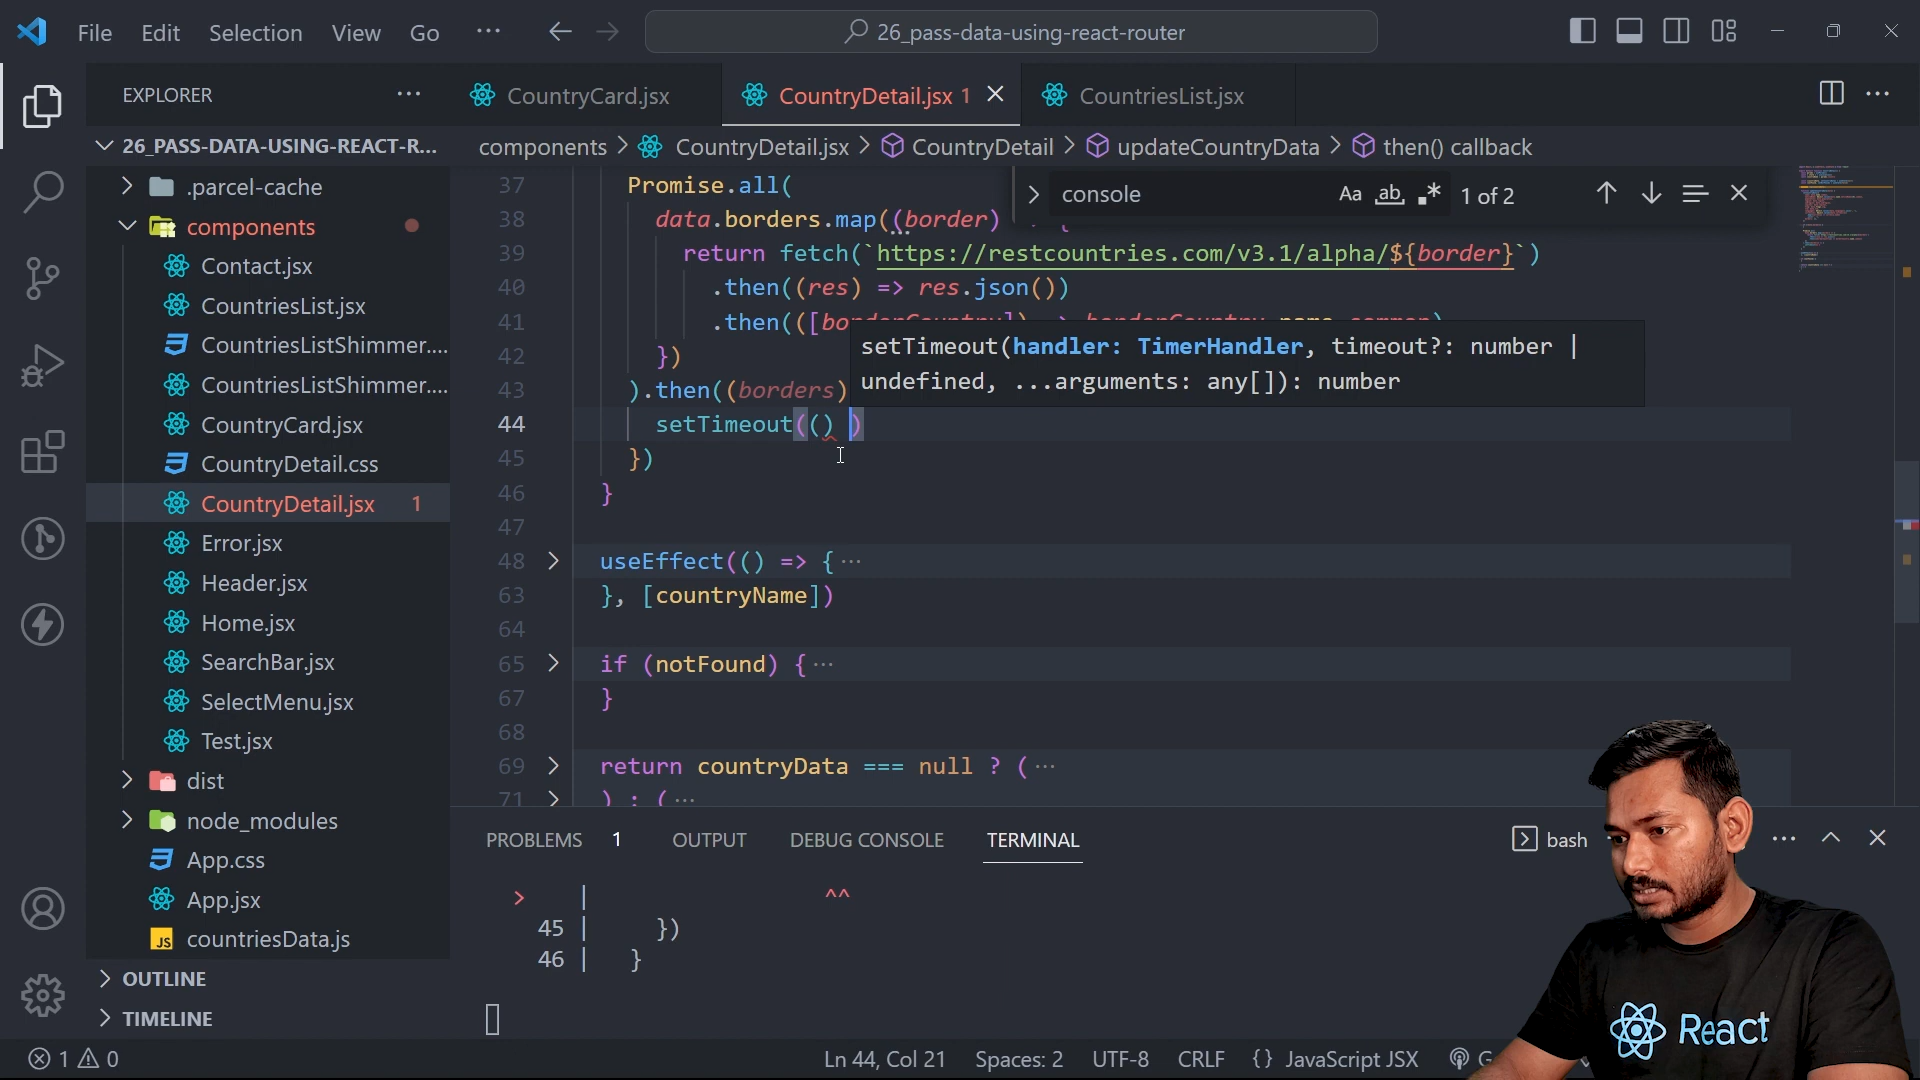 File Edit Selection View Go ··· 26_pass-data-using-react-router
EXPLORER ···
CountryCard.jsx CountryDetail.jsx 1 CountriesList.jsx ···
26_PASS-DATA-USING-REACT-R...
components > CountryDetail.jsx > CountryDetail > updateCountryData > then() callback
console Aa ab .* 1 of 2
.parcel-cache
components
Contact.jsx
CountriesList.jsx
CountriesListShimmer....
CountriesListShimmer....
CountryCard.jsx
CountryDetail.css
CountryDetail.jsx 1
Error.jsx
Header.jsx
Home.jsx
SearchBar.jsx
SelectMenu.jsx
Test.jsx
dist
node_modules
App.css
App.jsx
JS countriesData.js
OUTLINE
TIMELINE
37 Promise.all(
38 data.borders.map((border) {
39 return fetch(`https://restcountries.com/v3.1/alpha/${border}`)
40 .then((res) => res.json())
41 .then(([borderCountry]) => borderCountry.name.common)
setTimeout(handler: TimerHandler, timeout?: number |
undefined, ...arguments: any[]): number
42 })
43 ).then((borders)
44 setTimeout(() )
45 })
46 }
47
48 useEffect(() => {···
63 }, [countryName])
64
65 if (notFound) {···
67 }
68
69 return countryData === null ? (···
71 ) : (···
PROBLEMS 1 OUTPUT DEBUG CONSOLE TERMINAL bash ···
> | ^^
45 | })
46 | }
React
1 0 Ln 44, Col 21 Spaces: 2 UTF-8 CRLF {} JavaScript JSX G